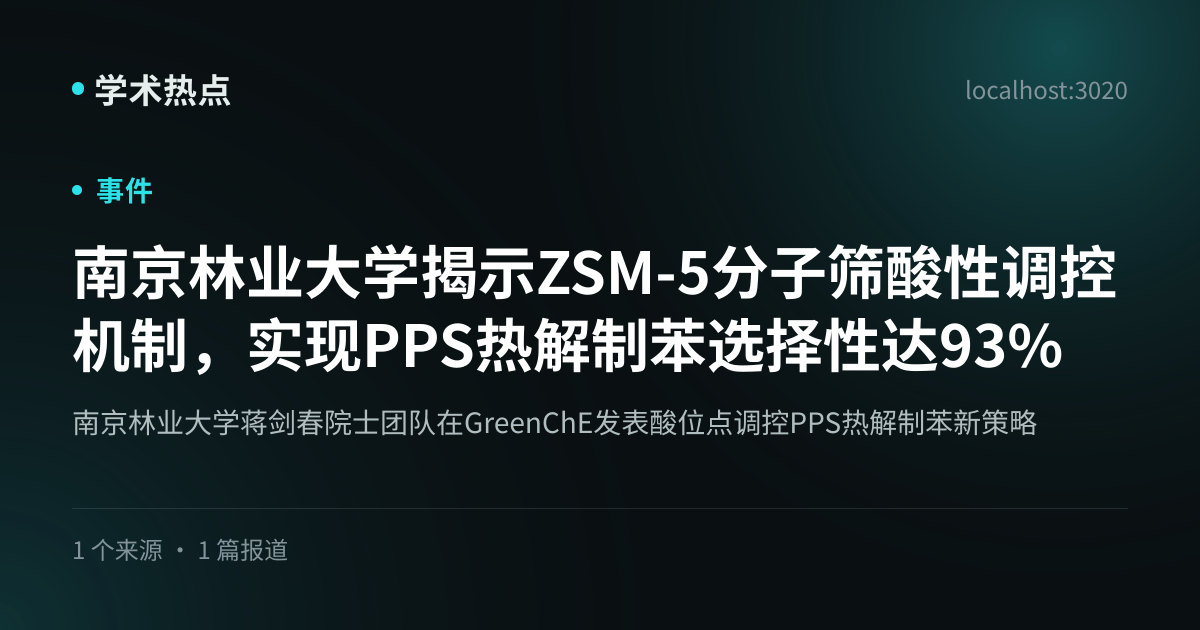 学术热点
localhost:3020
事件
南京林业大学揭示ZSM-5分子筛酸性调控
机制，实现PPS热解制苯选择性达93%
南京林业大学蒋剑春院士团队在GreenChE发表酸位点调控PPS热解制苯新策略
1 个来源 · 1 篇报道